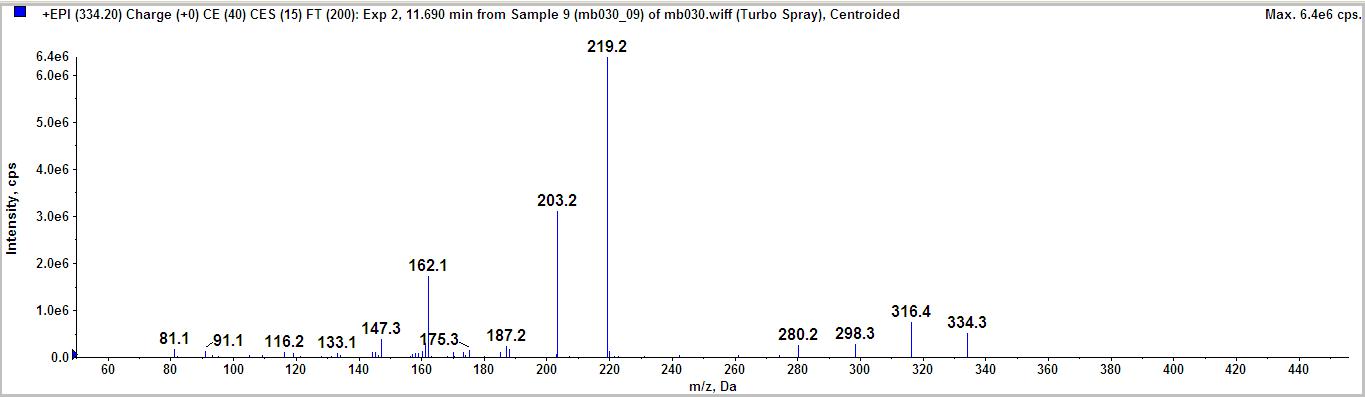 +EPI (334.20) Charge (+0) CE (40) CES (15) FT (200): Exp 2, 11.690 min from Sample 9 (mb030_09) of mb030.wiff (Turbo Spray), Centroided
Max. 6.4e6 cps.
219.2
6.4e6
6.0e6
5.0e6
4.0e6
203.2
3.0e6
162.1
2.0e6
1.0e6
316.4
334.3
147.3
187.2
280.2
298.3
175.3
133.1
116.2
91.1
81.1
0.0
Intensity, cps
60 80 100 120 140 160 180 200 220 240 260 280 300 320 340 360 380 400 420 440
m/z, Da